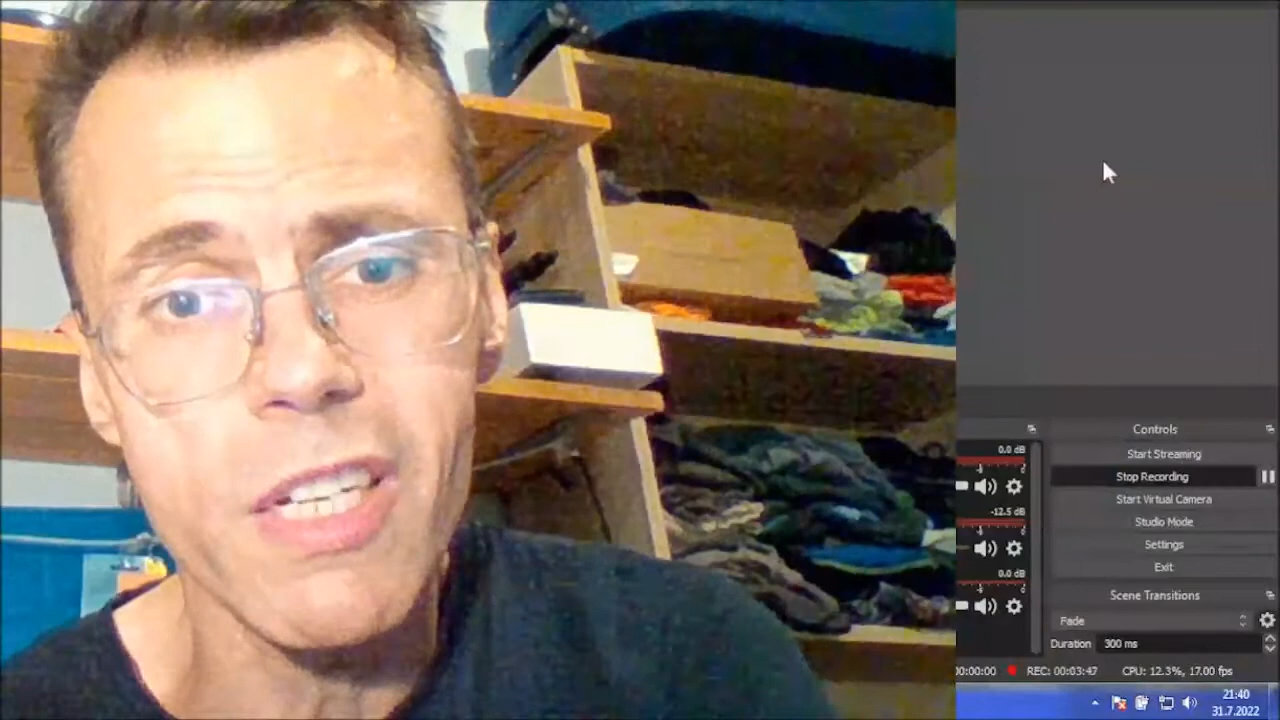 0.0 dB
Controls
Start Streaming
Stop Recording
Start Virtual Camera
-12.5 dB
Studio Mode
Settings
Exit
0.0 dB
Scene Transitions
Fade
Duration 300 ms
00:00:00 REC: 00:03:47 CPU: 12.3%, 17.00 fps
21:40
31.7.2022